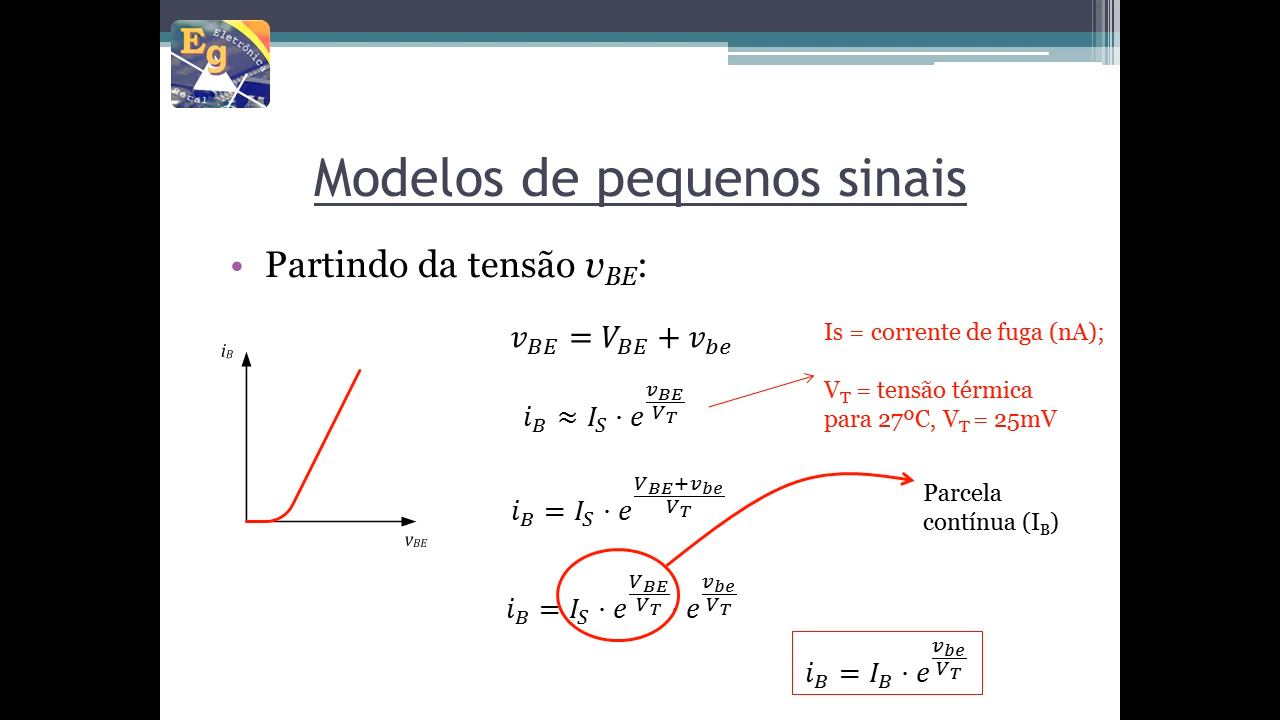 Eg
Eletrônica
Geral
Modelos de pequenos sinais
• Partindo da tensão v_BE:
i_B
v_BE
v_BE = V_BE + v_be
i_B ≈ I_S · e^(v_BE/V_T)
i_B = I_S · e^((V_BE+v_be)/V_T)
i_B = I_S · e^(V_BE/V_T) · e^(v_be/V_T)
Is = corrente de fuga (nA);
V_T = tensão térmica
para 27ºC, V_T = 25mV
Parcela
contínua (I_B)
i_B = I_B · e^(v_be/V_T)